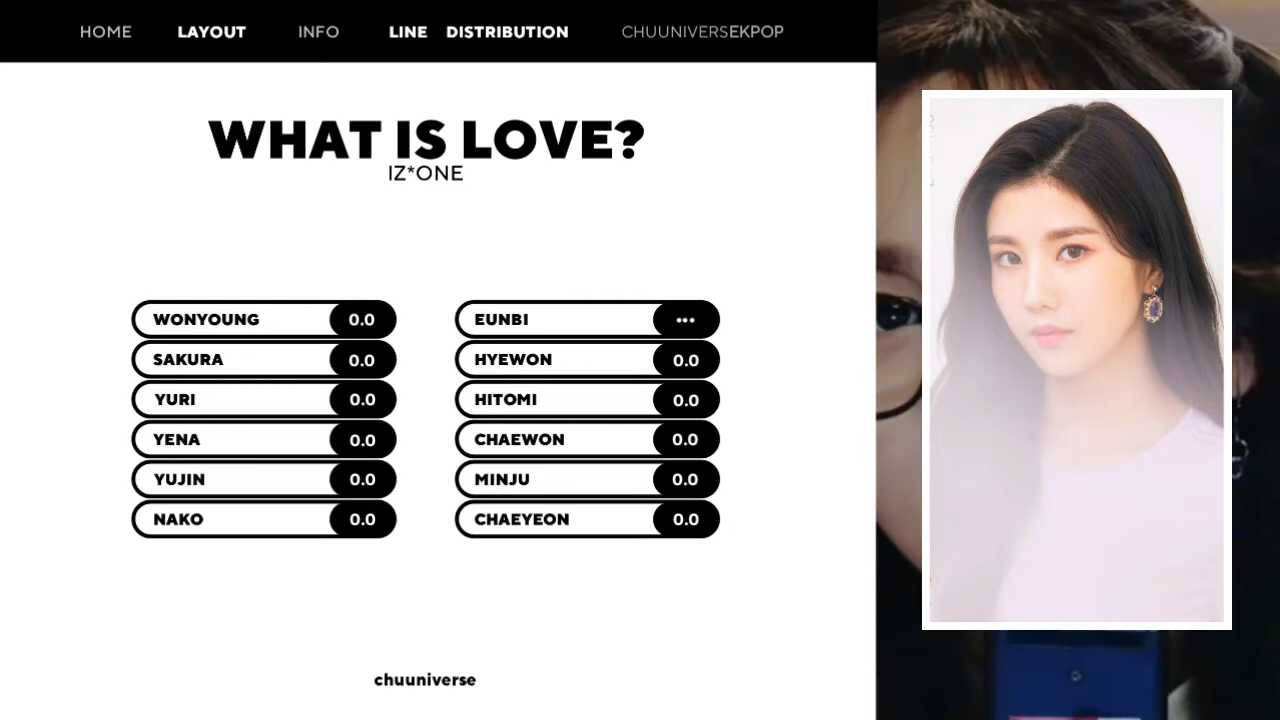 HOME LAYOUT INFO LINE DISTRIBUTION CHUUNIVERSEKPOP
WHAT IS LOVE?
IZ*ONE
WONYOUNG 0.0
SAKURA 0.0
YURI 0.0
YENA 0.0
YUJIN 0.0
NAKO 0.0
EUNBI •••
HYEWON 0.0
HITOMI 0.0
CHAEWON 0.0
MINJU 0.0
CHAEYEON 0.0
chuuniverse